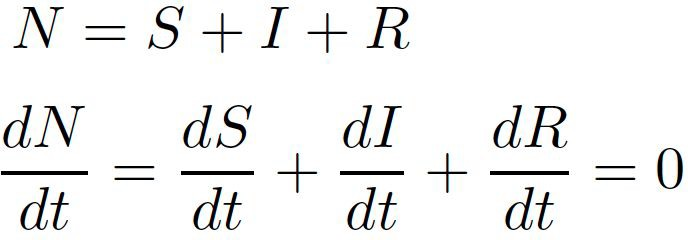 N = S + I + R
dN/dt = dS/dt + dI/dt + dR/dt = 0